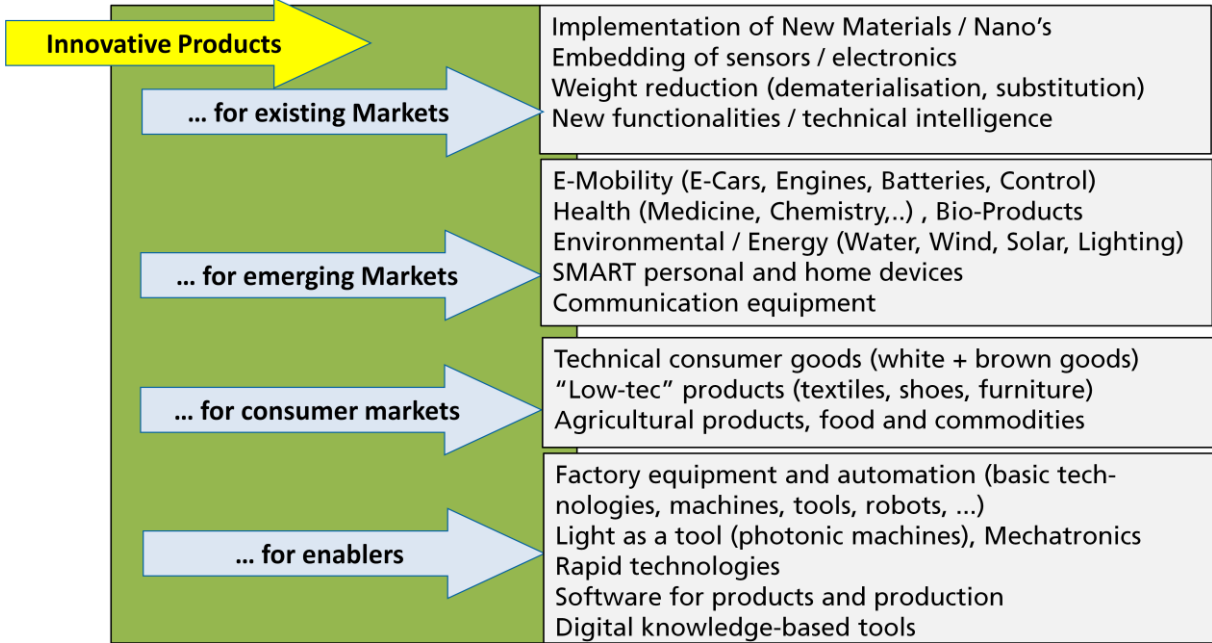 Innovative Products
... for existing Markets
Implementation of New Materials / Nano’s
Embedding of sensors / electronics
Weight reduction (dematerialisation, substitution)
New functionalities / technical intelligence
... for emerging Markets
E-Mobility (E-Cars, Engines, Batteries, Control)
Health (Medicine, Chemistry,..) , Bio-Products
Environmental / Energy (Water, Wind, Solar, Lighting)
SMART personal and home devices
Communication equipment
... for consumer markets
Technical consumer goods (white + brown goods)
“Low-tec” products (textiles, shoes, furniture)
Agricultural products, food and commodities
... for enablers
Factory equipment and automation (basic tech-
nologies, machines, tools, robots, ...)
Light as a tool (photonic machines), Mechatronics
Rapid technologies
Software for products and production
Digital knowledge-based tools